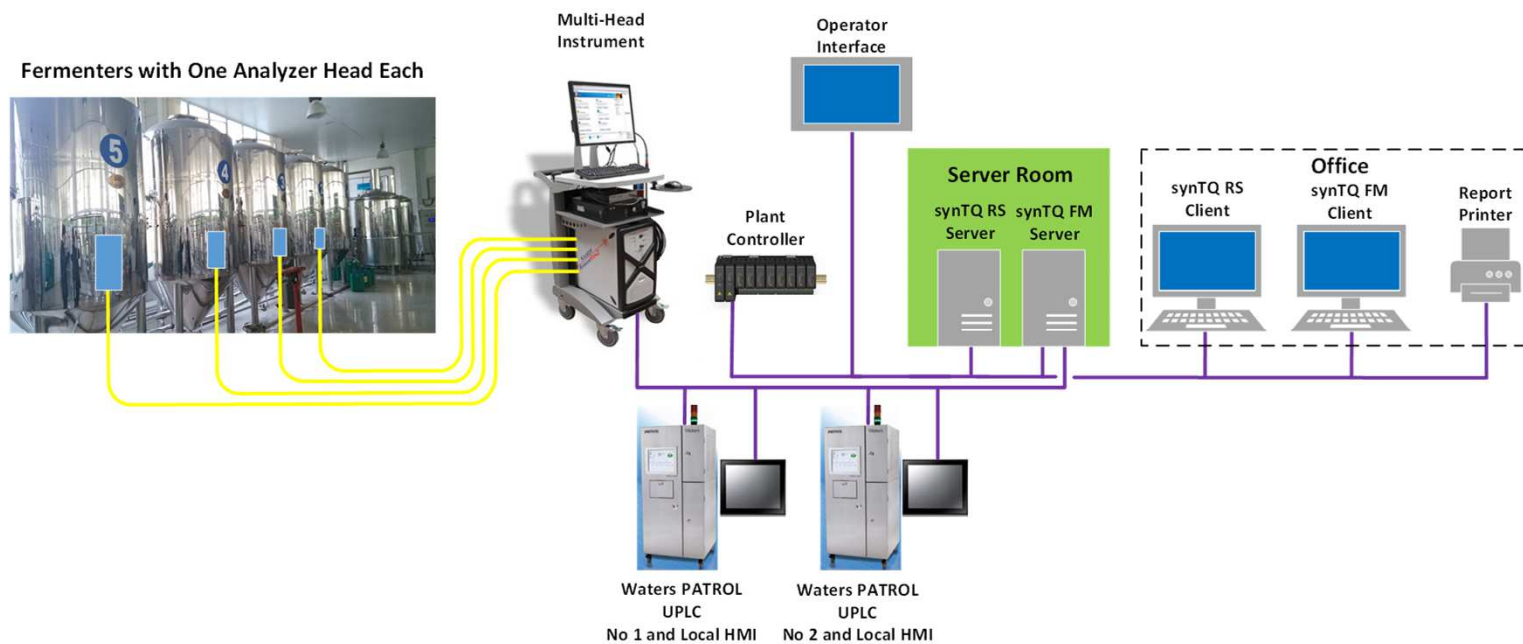 Multi-Head
Instrument
Operator
Interface
Fermenters with One Analyzer Head Each
5
4
3
Server Room
synTQ RS
Server
synTQ FM
Server
Office
synTQ RS
Client
synTQ FM
Client
Report
Printer
Plant
Controller
Waters PATROL
UPLC
No 1 and Local HMI
Waters PATROL
UPLC
No 2 and Local HMI